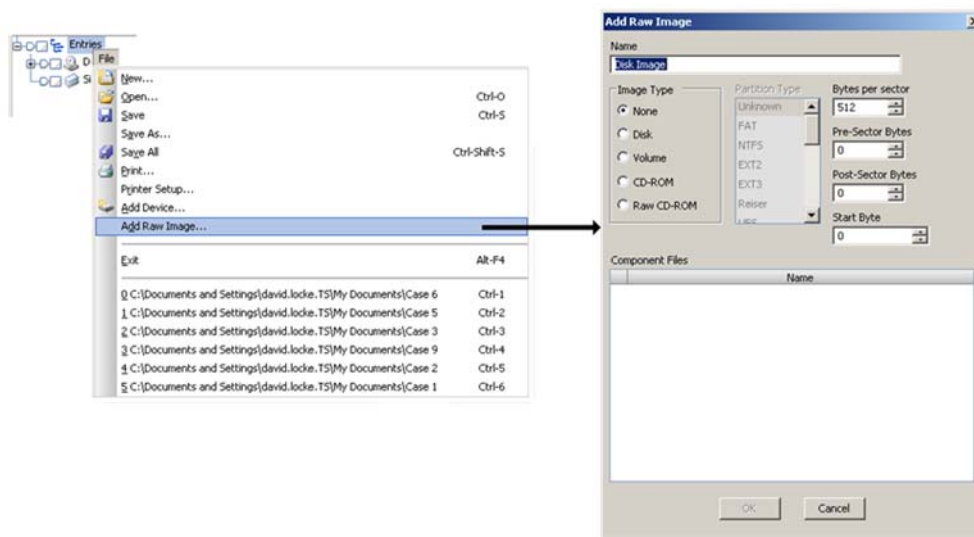 Entries
D
Si
File
New...
Open... Ctrl-O
Save Ctrl-S
Save As...
Save All Ctrl-Shift-S
Print...
Printer Setup...
Add Device...
Add Raw Image...
Exit Alt-F4
0 C:\Documents and Settings\david.locke.TS\My Documents\Case 6 Ctrl-1
1 C:\Documents and Settings\david.locke.TS\My Documents\Case 5 Ctrl-2
2 C:\Documents and Settings\david.locke.TS\My Documents\Case 3 Ctrl-3
3 C:\Documents and Settings\david.locke.TS\My Documents\Case 9 Ctrl-4
4 C:\Documents and Settings\david.locke.TS\My Documents\Case 2 Ctrl-5
5 C:\Documents and Settings\david.locke.TS\My Documents\Case 1 Ctrl-6
Add Raw Image
Name
Disk Image
Image Type
None
Disk
Volume
CD-ROM
Raw CD-ROM
Partition Type
Unknown
FAT
NTFS
EXT2
EXT3
Reiser
UFS
Bytes per sector
512
Pre-Sector Bytes
0
Post-Sector Bytes
0
Start Byte
0
Component Files
Name
OK Cancel